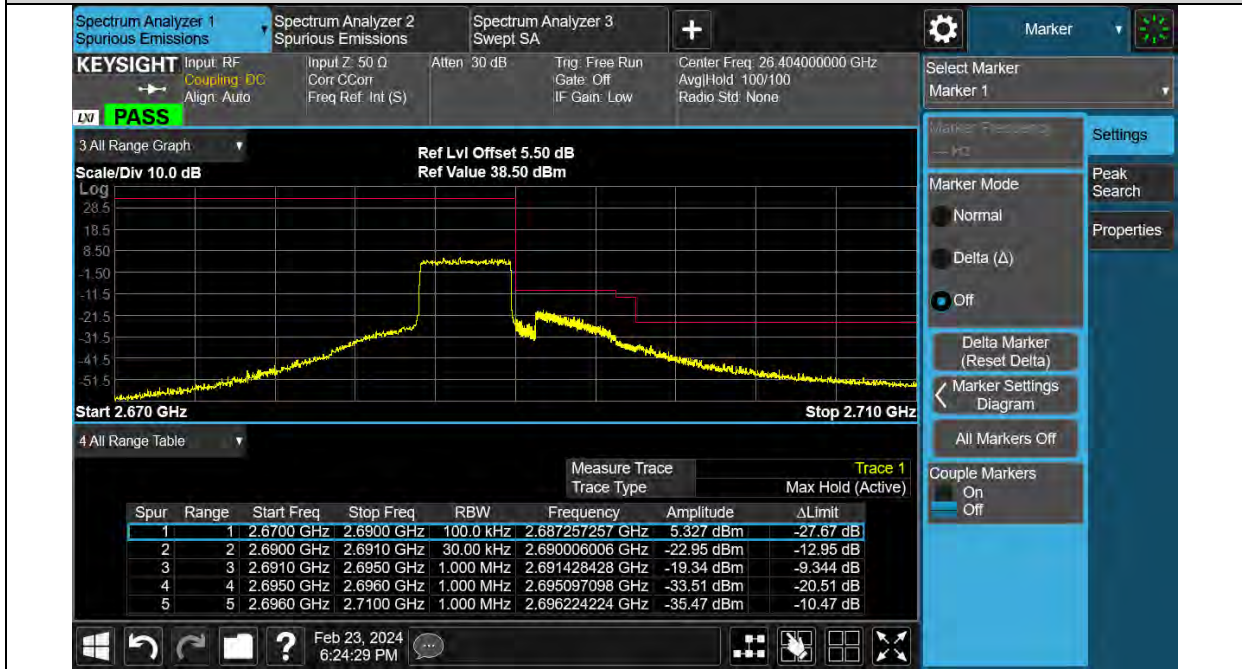 Spectrum Analyzer 1
Spurious Emissions
Spectrum Analyzer 2
Spurious Emissions
Spectrum Analyzer 3
Swept SA
Marker
KEYSIGHT
Input: RF
Coupling: DC
Align: Auto
Input Z: 50 Ω
Corr CCorr
Freq Ref: Int (S)
Atten: 30 dB
Trig: Free Run
Gate: Off
IF Gain: Low
Center Freq: 26.404000000 GHz
Avg|Hold: 100/100
Radio Std: None
LXI
PASS
Select Marker
Marker 1
3 All Range Graph
Scale/Div 10.0 dB
Ref Lvl Offset 5.50 dB
Ref Value 38.50 dBm
Log
28.5
18.5
8.50
-1.50
-11.5
-21.5
-31.5
-41.5
-51.5
Start 2.670 GHz
Stop 2.710 GHz
Marker Frequency
--- Hz
Settings
Peak
Search
Properties
Marker Mode
Normal
Delta (Δ)
Off
Delta Marker
(Reset Delta)
Marker Settings
Diagram
All Markers Off
Couple Markers
On
Off
4 All Range Table
Measure Trace Trace 1
Trace Type Max Hold (Active)
Spur Range Start Freq Stop Freq RBW Frequency Amplitude ΔLimit
1 1 2.6700 GHz 2.6900 GHz 100.0 kHz 2.687257257 GHz 5.327 dBm -27.67 dB
2 2 2.6900 GHz 2.6910 GHz 30.00 kHz 2.690006006 GHz -22.95 dBm -12.95 dB
3 3 2.6910 GHz 2.6950 GHz 1.000 MHz 2.691428428 GHz -19.34 dBm -9.344 dB
4 4 2.6950 GHz 2.6960 GHz 1.000 MHz 2.695097098 GHz -33.51 dBm -20.51 dB
5 5 2.6960 GHz 2.7100 GHz 1.000 MHz 2.696224224 GHz -35.47 dBm -10.47 dB
Feb 23, 2024
6:24:29 PM